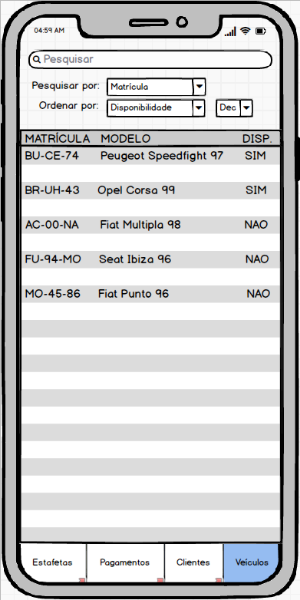 04:59 AM
Pesquisar
Pesquisar por: Matrícula
Ordenar por: Disponibilidade Dec
MATRÍCULA MODELO DISP.
BU-CE-74 Peugeot Speedfight 97 SIM
BR-UH-43 Opel Corsa 99 SIM
AC-00-NA Fiat Multipla 98 NAO
FU-94-MO Seat Ibiza 96 NAO
MO-45-86 Fiat Punto 96 NAO
Estafetas Pagamentos Clientes Veículos